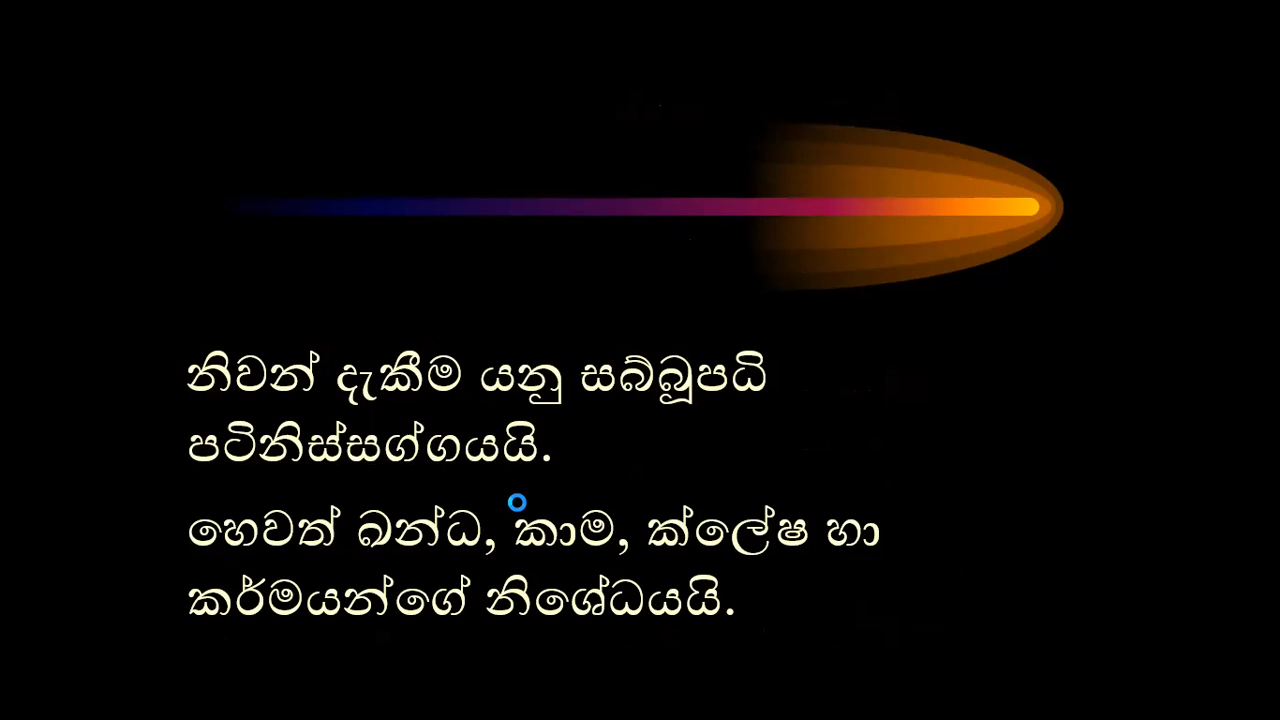 නිවන් දැකීම යනු සබ්බූපධි
පටිනිස්සග්ගයයි.
හෙවත් ඛන්ධ, කාම, ක්ලේෂ හා
කර්මයන්ගේ නිශේධයයි.